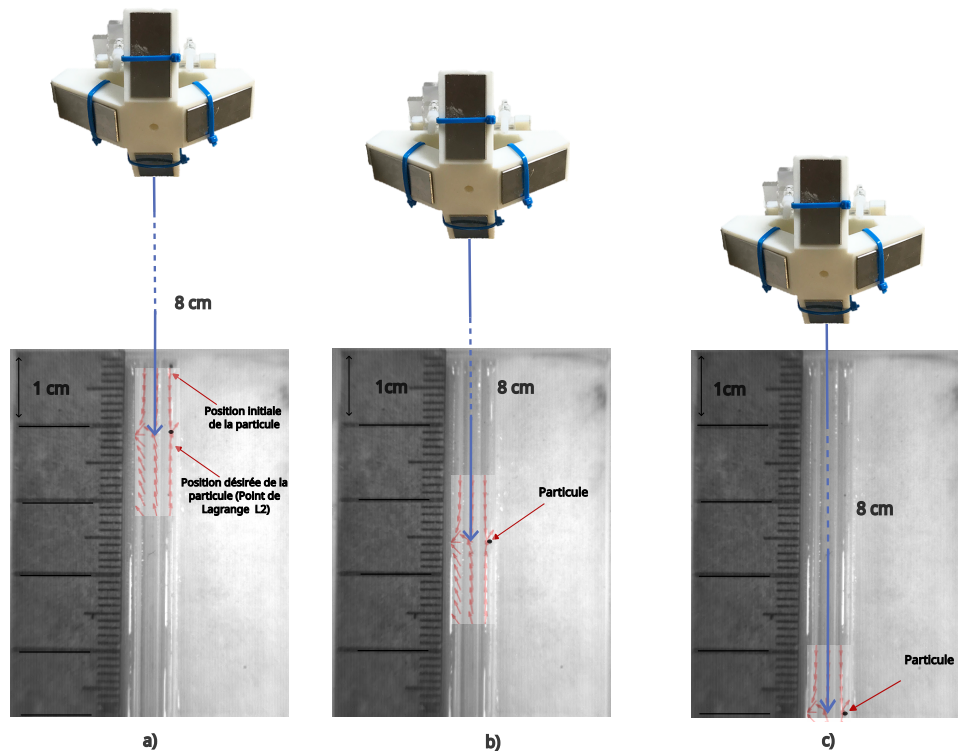 8 cm
1 cm
Position initiale
de la particule
Position désirée de la
particule (Point de
Lagrange L2)
a)
1cm
8 cm
Particule
b)
1cm
8 cm
Particule
c)